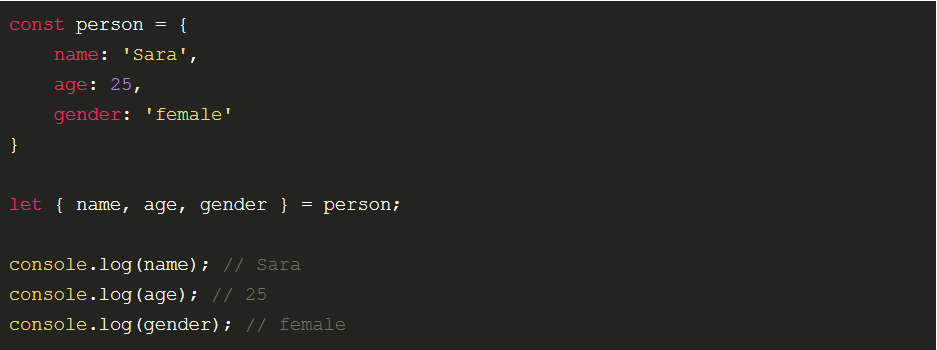 const person = {
    name: 'Sara',
    age: 25,
    gender: 'female'
}

let { name, age, gender } = person;

console.log(name); // Sara
console.log(age); // 25
console.log(gender); // female